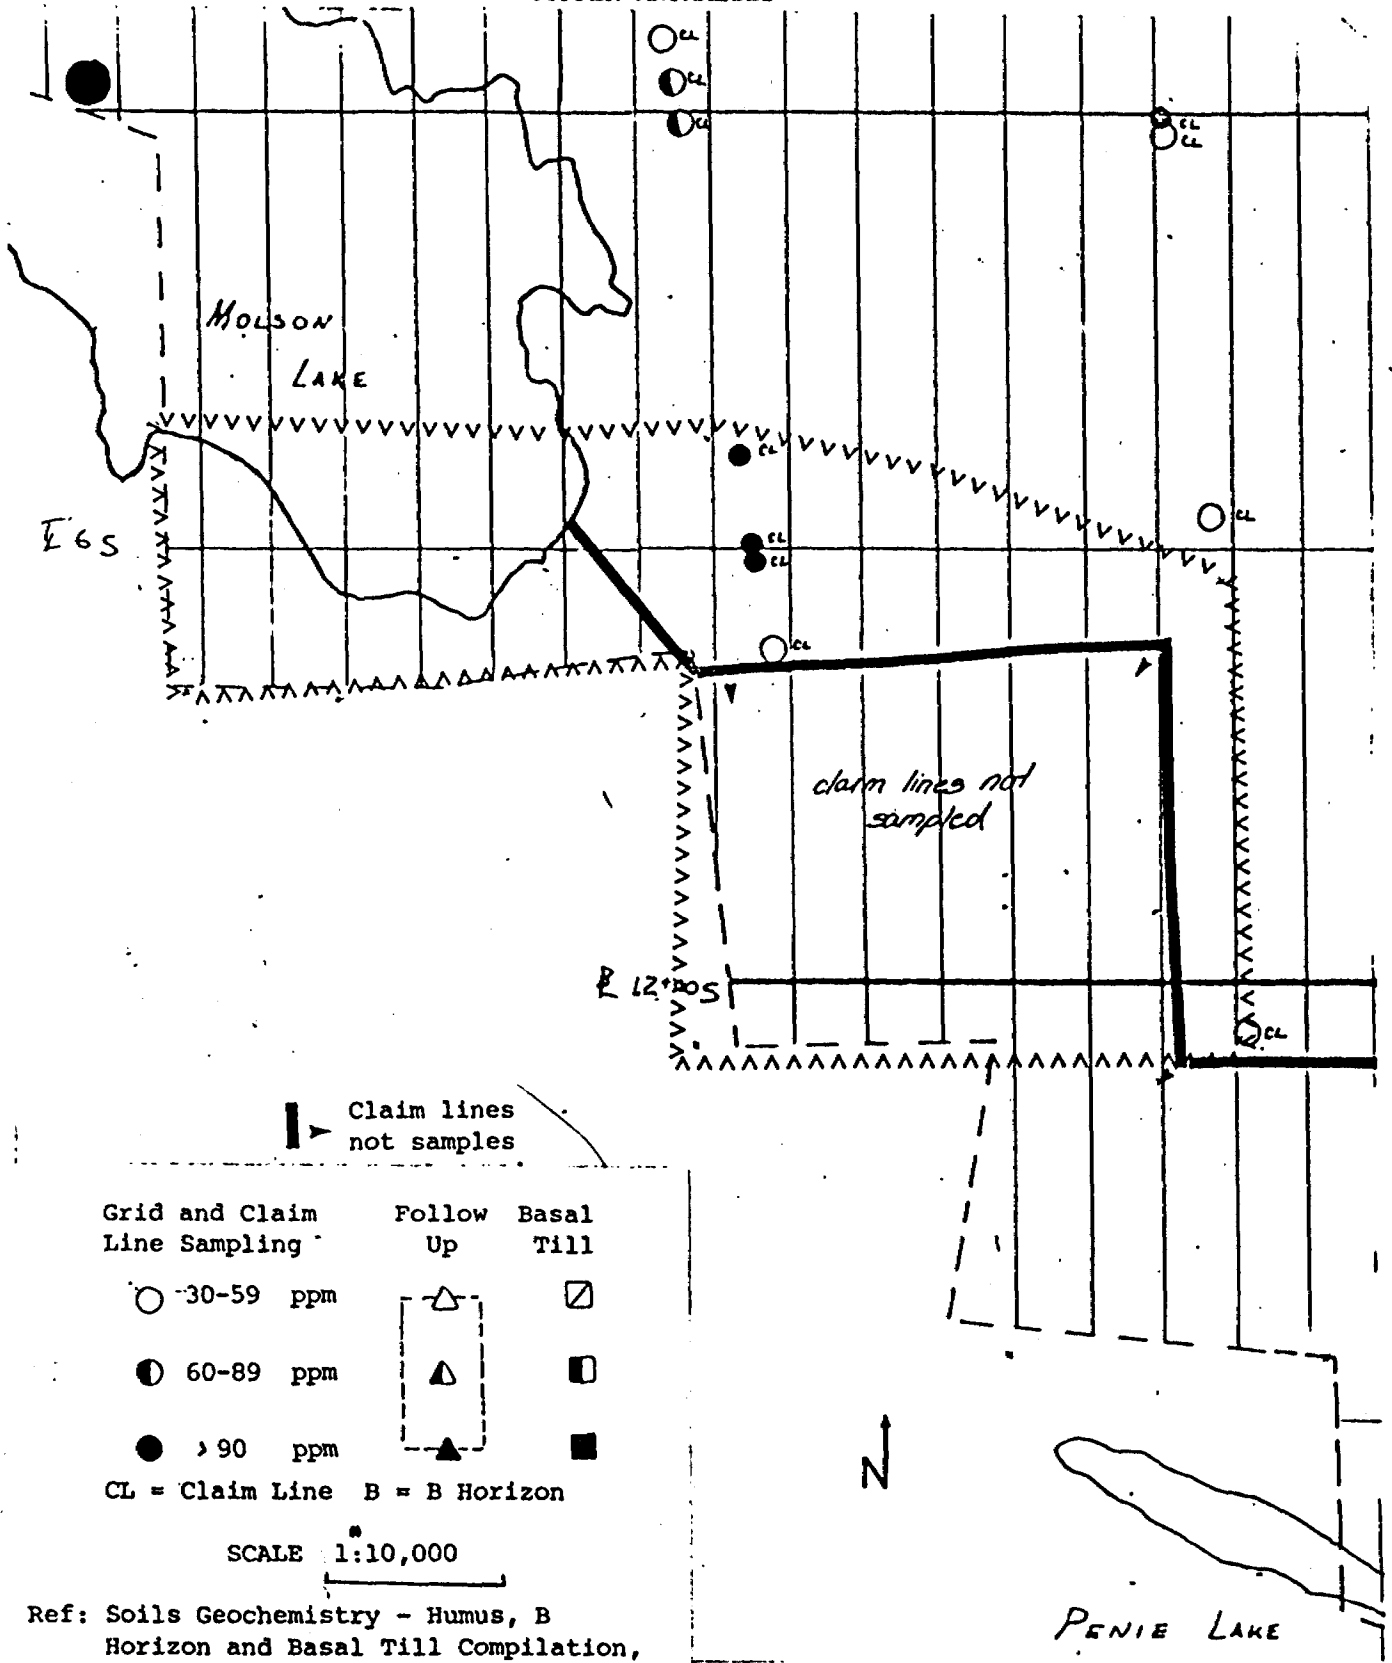 CL
CL
CL
CL
CL
MOLSON
LAKE
CL
CL
6 S
CL
CL
CL
claim lines not
sampled
12+00S
CL
Claim lines
not samples
Grid and Claim Follow Basal
Line Sampling Up Till
30-59 ppm
60-89 ppm
>90 ppm
CL = Claim Line B = B Horizon
N
SCALE 1:10,000
Ref: Soils Geochemistry - Humus, B
Horizon and Basal Till Compilation,
PENIE LAKE